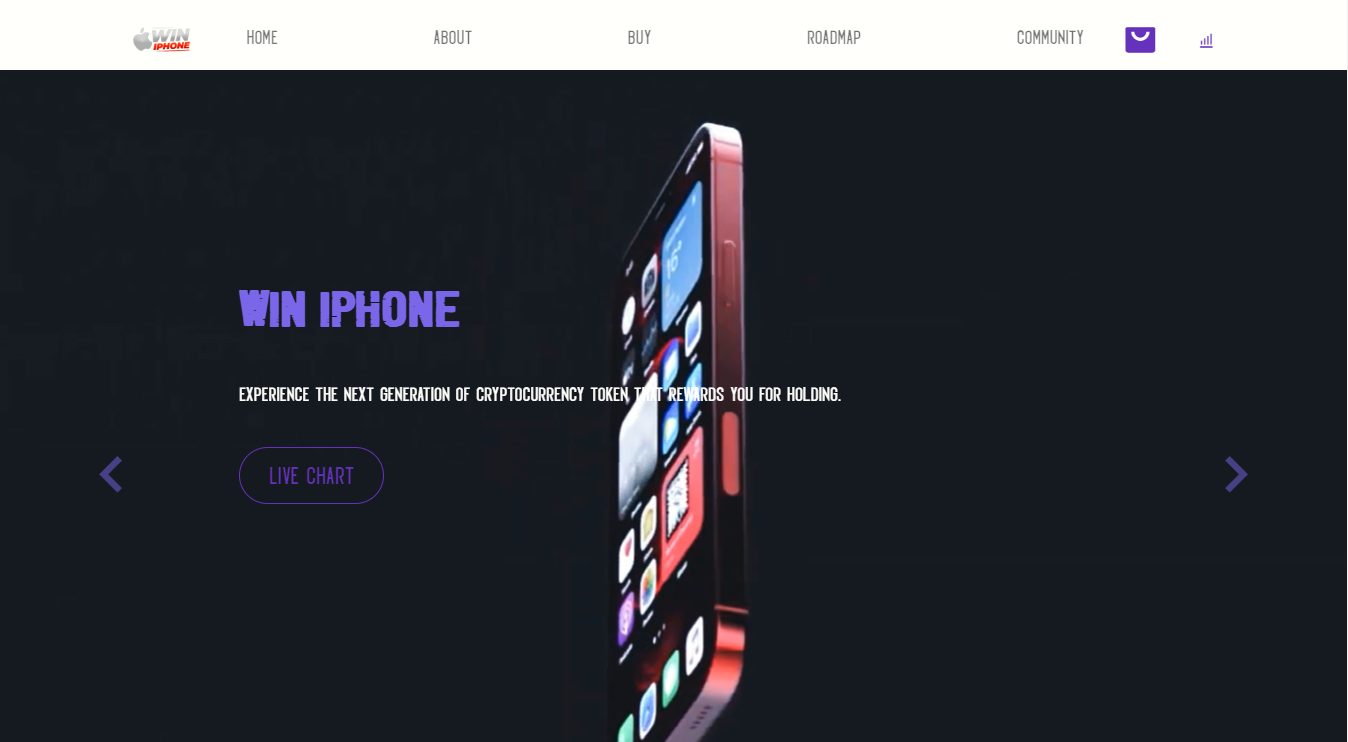 WIN
IPHONE
HOME
ABOUT
BUY
ROADMAP
COMMUNITY
WIN IPHONE
EXPERIENCE THE NEXT GENERATION OF CRYPTOCURRENCY TOKEN THAT REWARDS YOU FOR HOLDING.
LIVE CHART